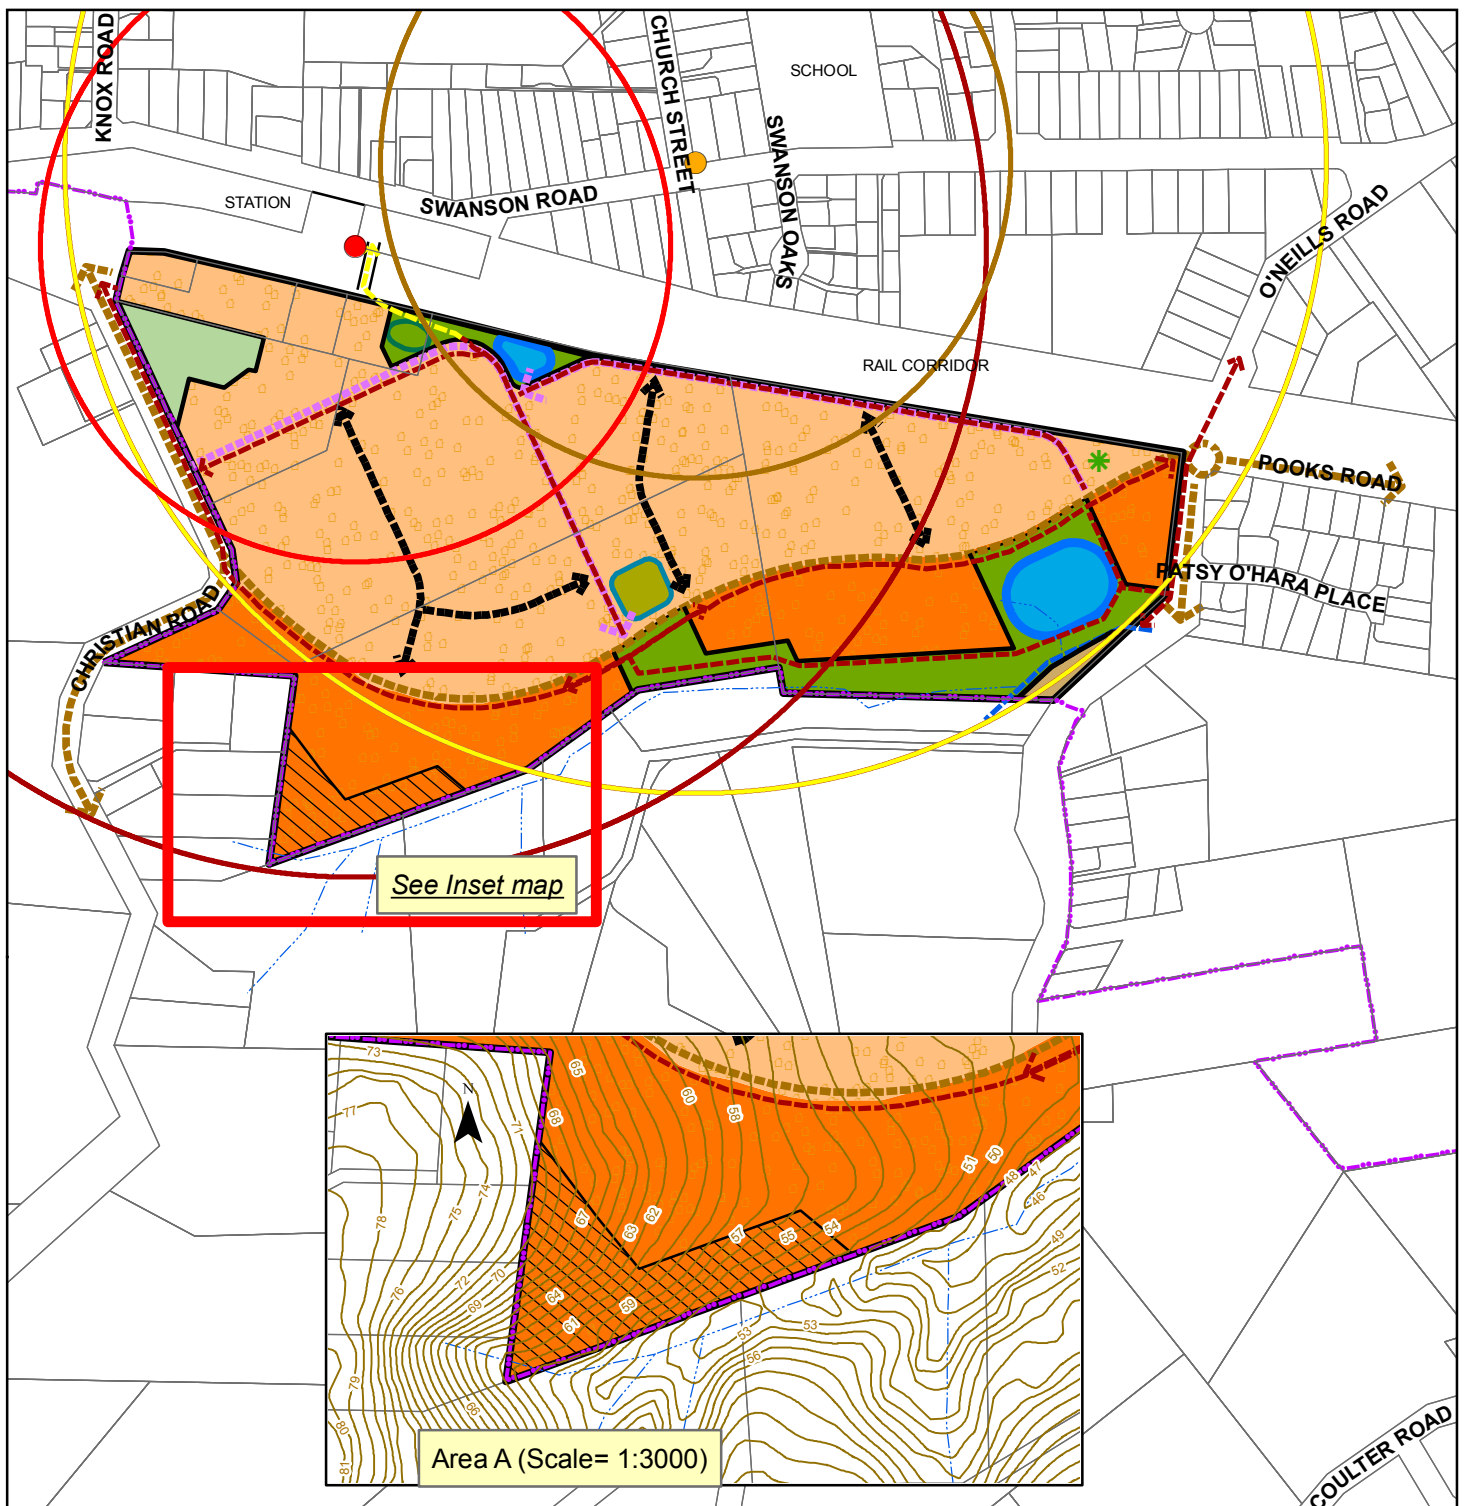 KNOX ROAD
CHURCH STREET
SCHOOL
SWANSON OAKS
STATION
SWANSON ROAD
O'NEILLS ROAD
RAIL CORRIDOR
POOKS ROAD
PATSY O'HARA PLACE
CHRISTIAN ROAD
See Inset map
73
65
77
N
60
68
58
71
51
50
48
47
46
74
78
75
67
62
63
57
55
54
49
52
72
70
76
69
64
59
61
53
53
56
79
66
80
81
Area A (Scale= 1:3000)
COULTER ROAD